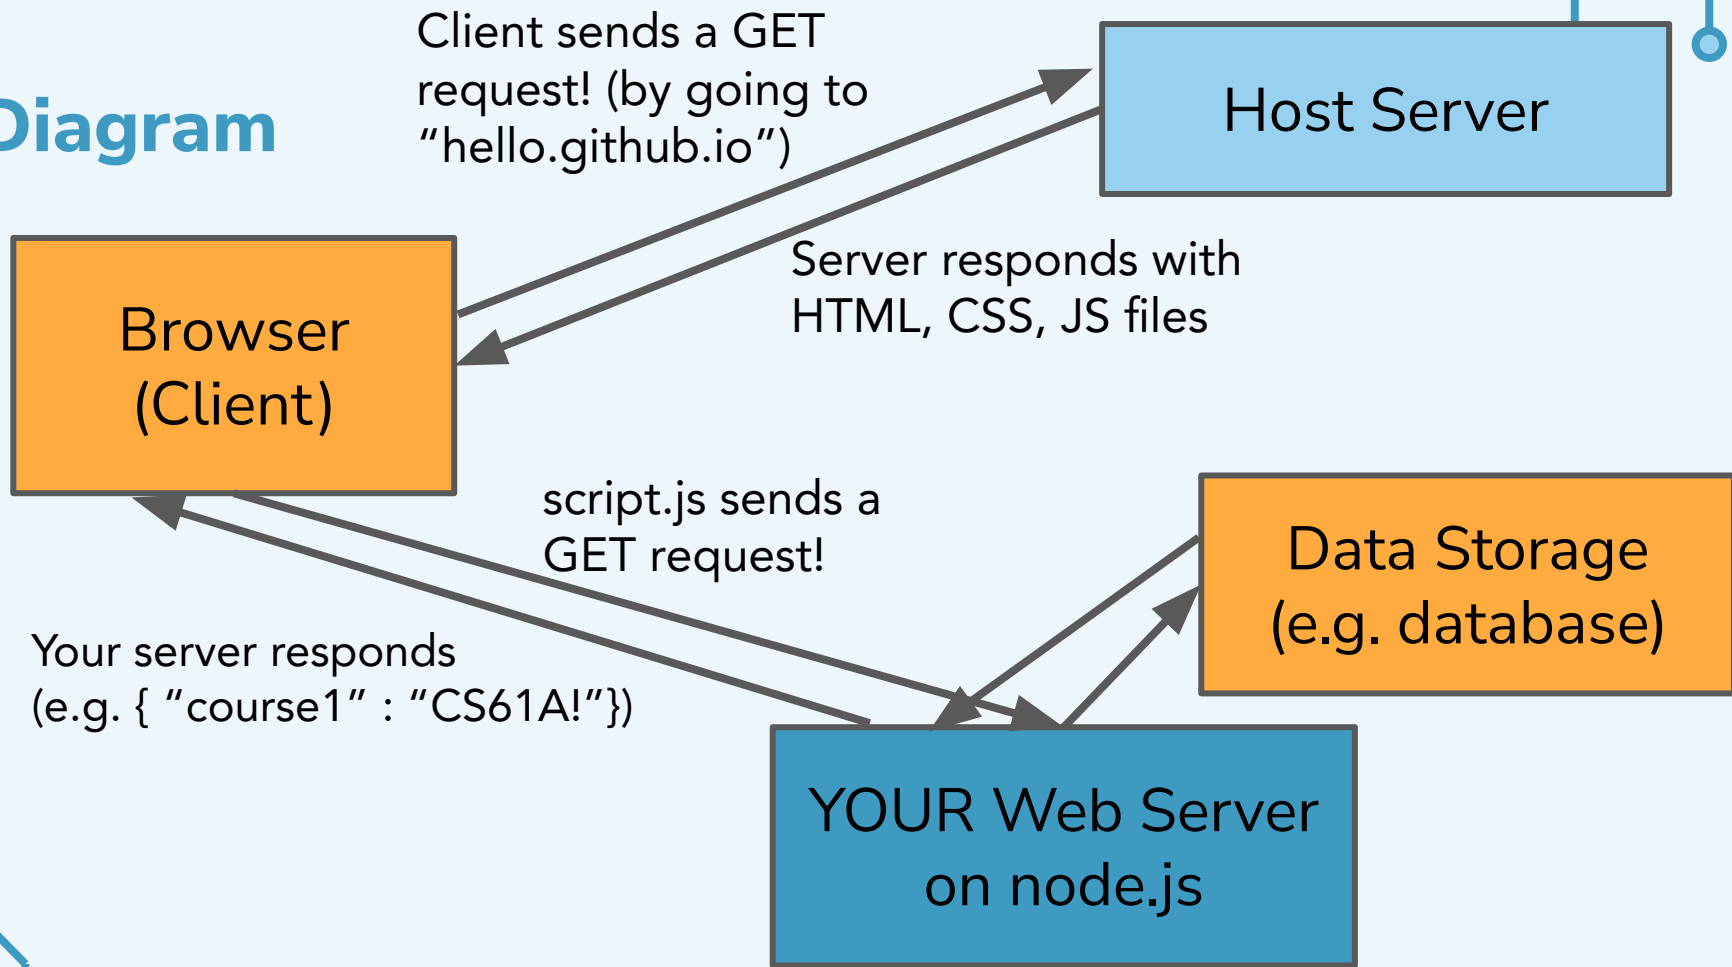 Client sends a GET
request! (by going to
“hello.github.io”)
Diagram
Host Server
Server responds with
HTML, CSS, JS files
Browser
(Client)
script.js sends a
GET request!
Data Storage
(e.g. database)
Your server responds
(e.g. { “course1” : “CS61A!”})
YOUR Web Server
on node.js